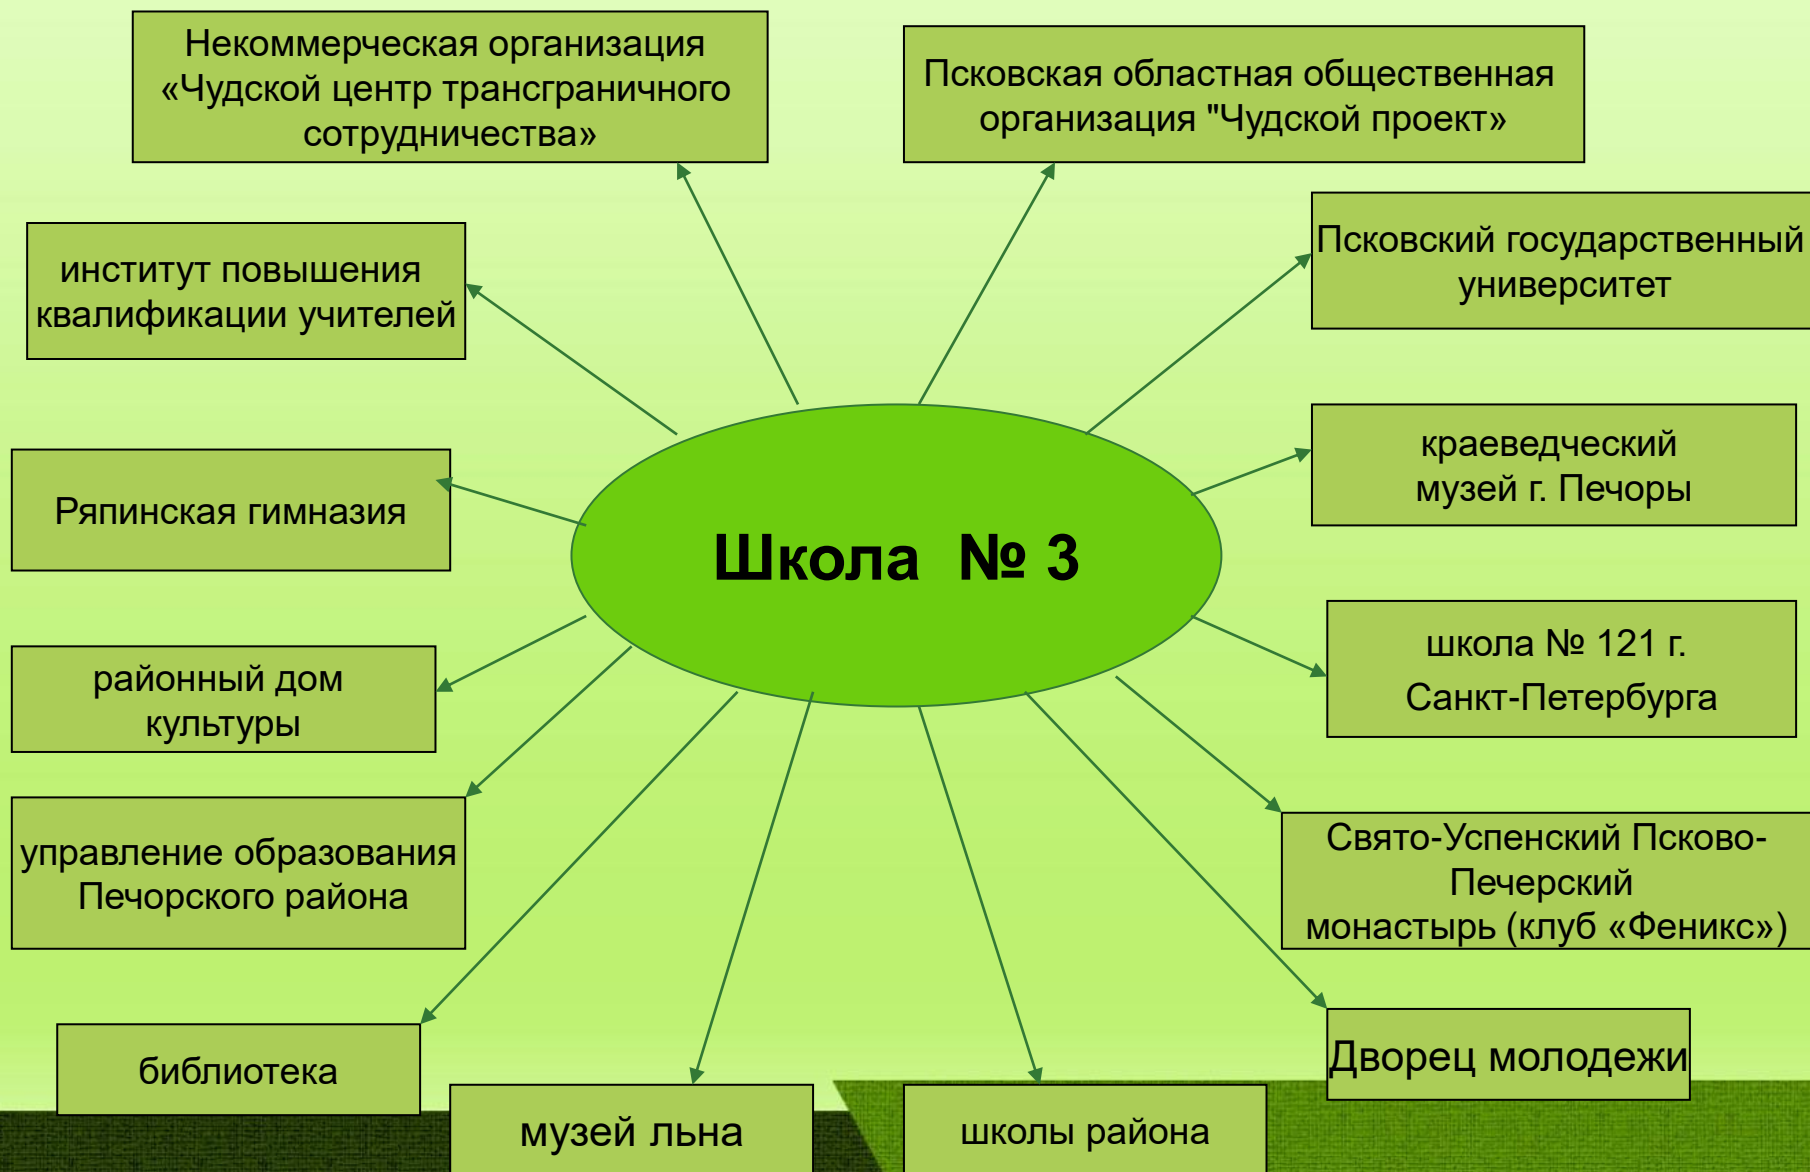 Некоммерческая организация
«Чудской центр трансграничного
сотрудничества»
Псковская областная общественная
организация "Чудской проект»
институт повышения
квалификации учителей
Псковский государственный
университет
Ряпинская гимназия
краеведческий
музей г. Печоры
Школа № 3
районный дом
культуры
школа № 121 г.
Санкт-Петербурга
управление образования
Печорского района
Свято-Успенский Псково-
Печерский
монастырь (клуб «Феникс»)
библиотека
Дворец молодежи
музей льна
школы района